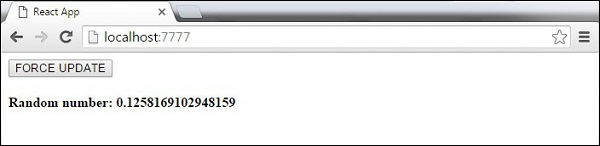 React App
localhost:7777
FORCE UPDATE
Random number: 0.1258169102948159